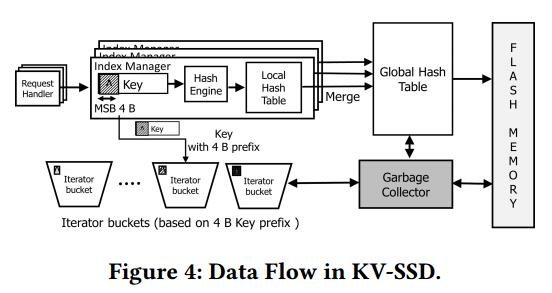 Index Manager
Index Manager
Index Manager
Request
Handler
Key
MSB 4 B
Hash
Engine
Local
Hash
Table
Merge
Global Hash
Table
FLASH MEMORY
Key
Key
with 4 B prefix
Iterator
bucket
....
Iterator
bucket
Iterator
bucket
Garbage
Collector
Iterator buckets (based on 4 B Key prefix )
Figure 4: Data Flow in KV-SSD.